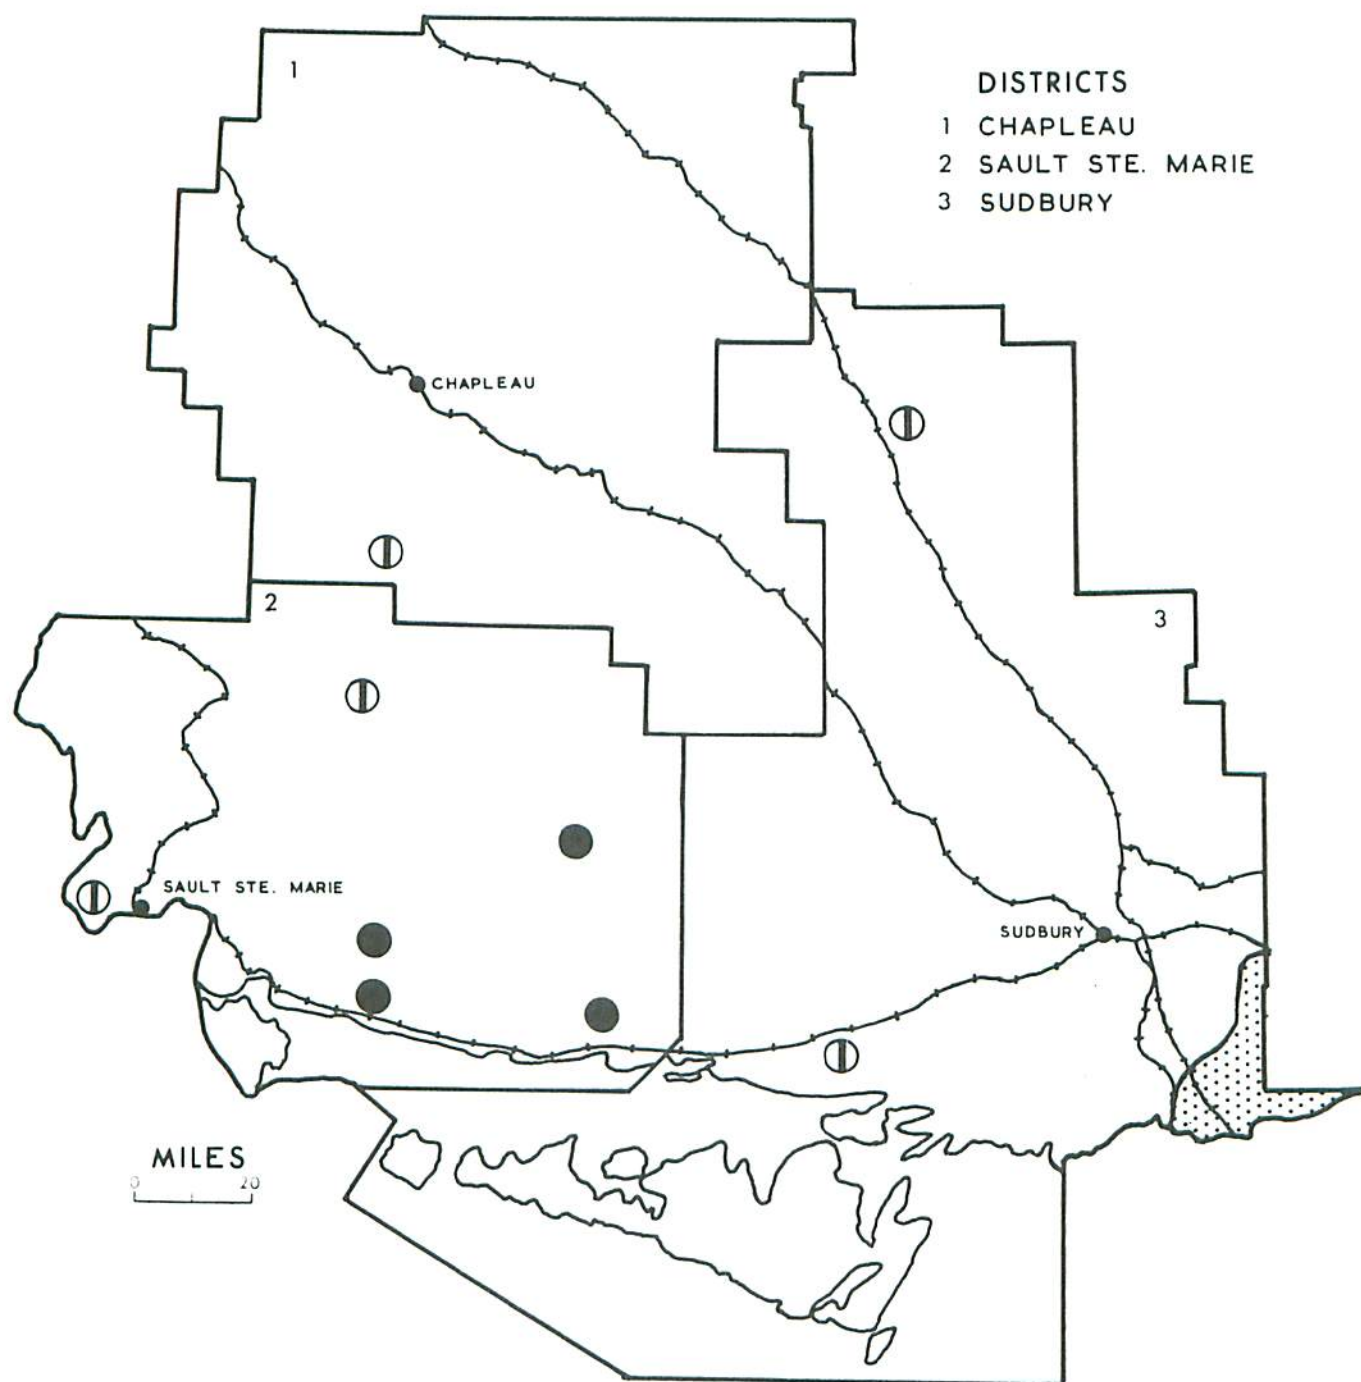 1
DISTRICTS
1 CHAPLEAU
2 SAULT STE. MARIE
3 SUDBURY
CHAPLEAU
2
3
SAULT STE. MARIE
SUDBURY
MILES
0 20